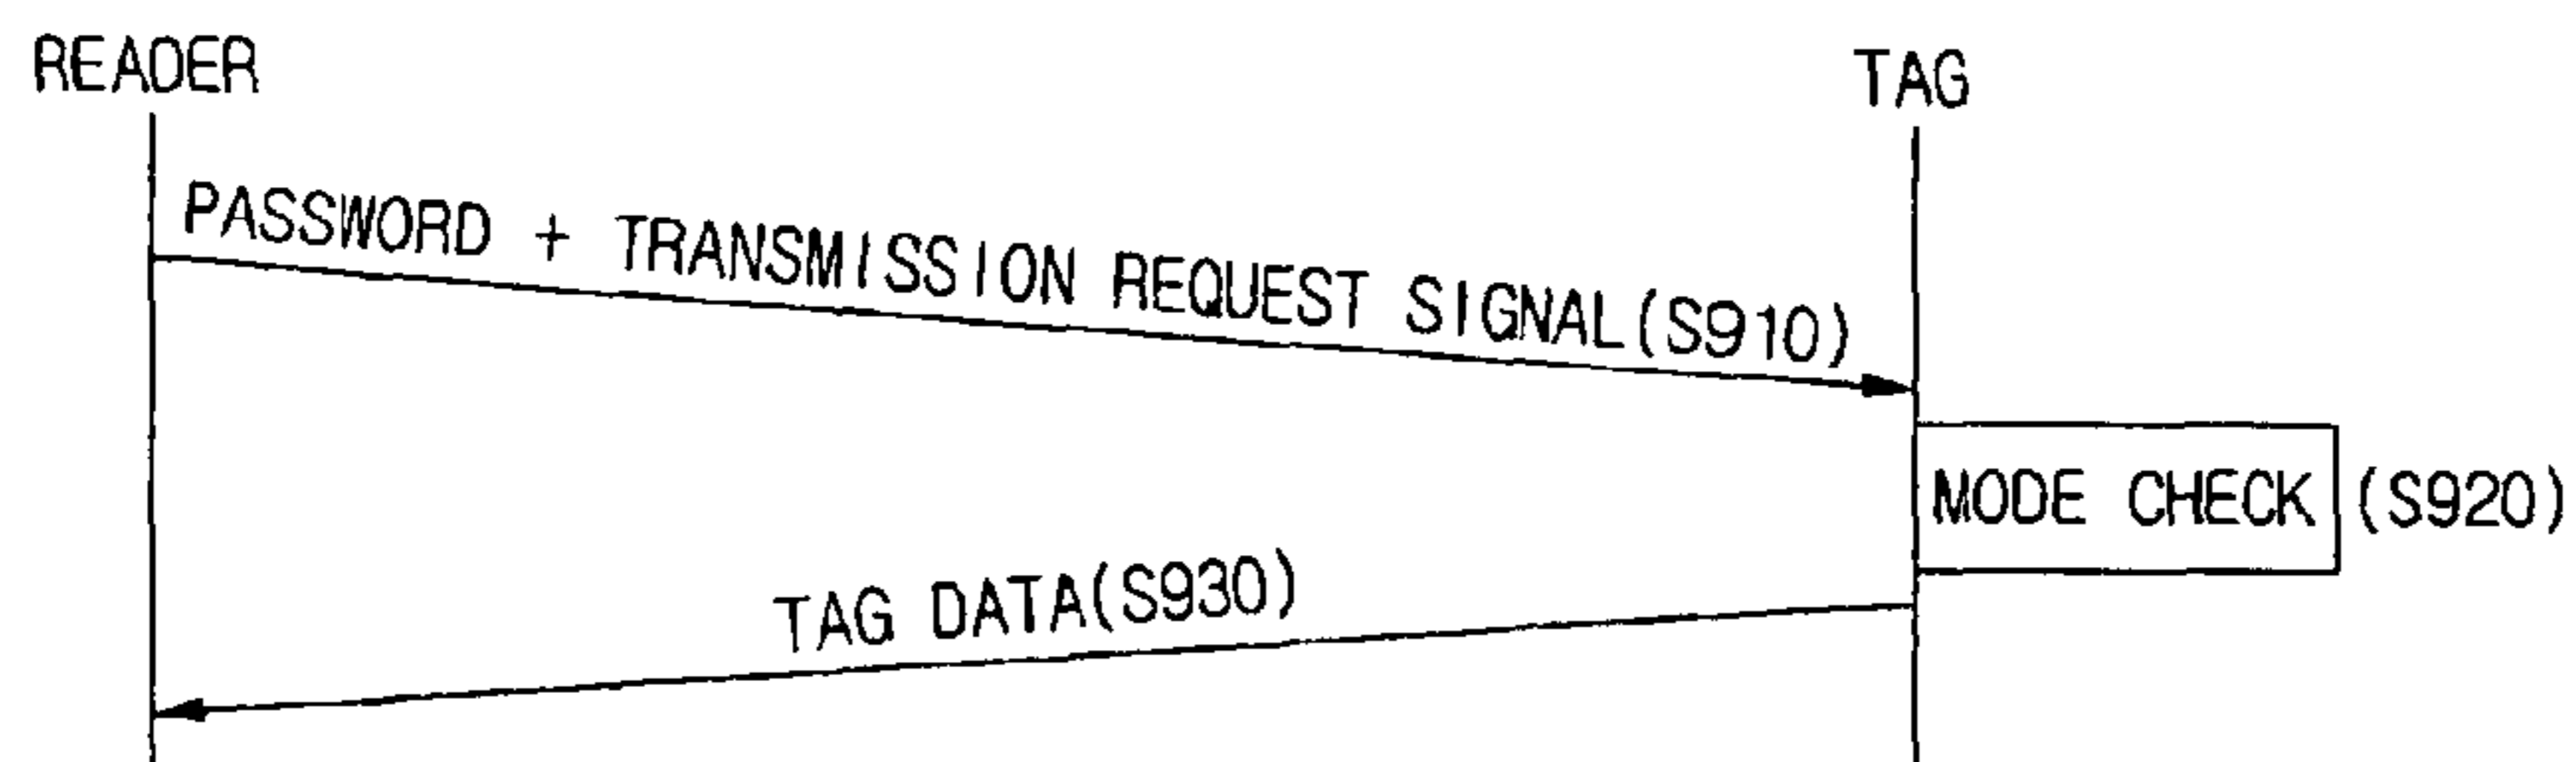 READER
TAG
PASSWORD + TRANSMISSION REQUEST SIGNAL(S910)
MODE CHECK (S920)
TAG DATA(S930)